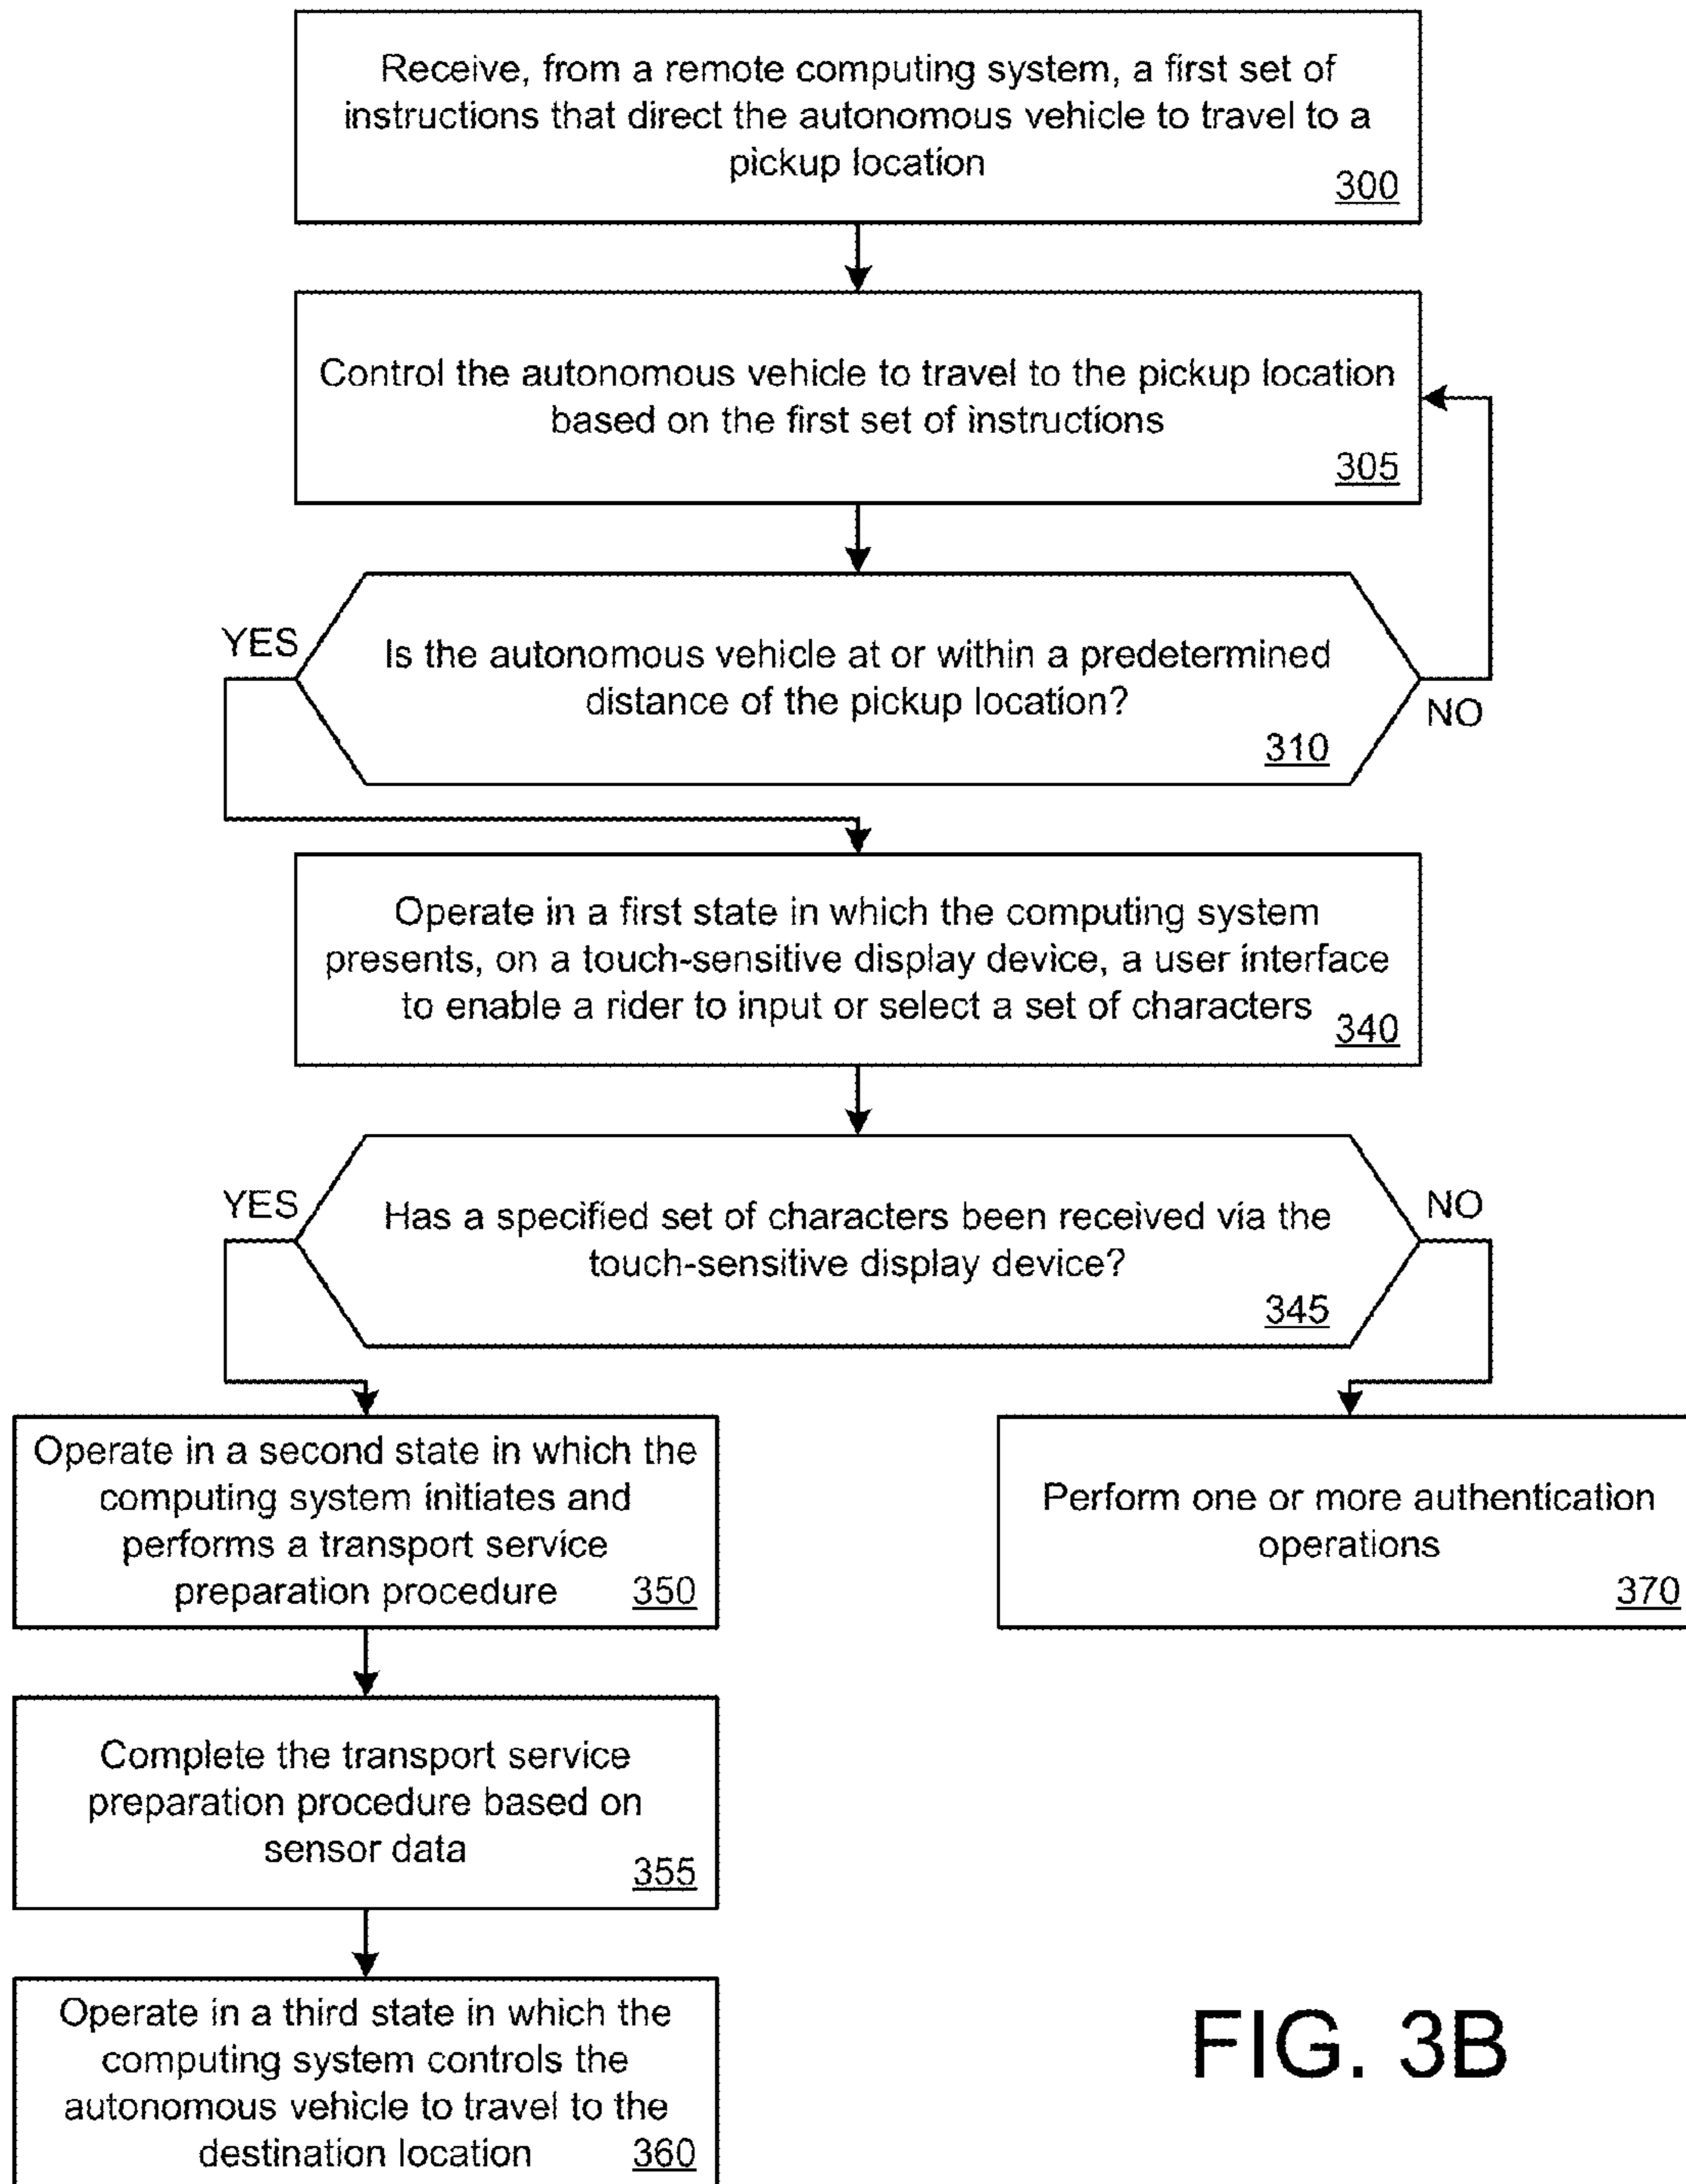 Receive, from a remote computing system, a first set of
instructions that direct the autonomous vehicle to travel to a
pickup location
300
Control the autonomous vehicle to travel to the pickup location
based on the first set of instructions
305
YES
Is the autonomous vehicle at or within a predetermined
distance of the pickup location?
NO
310
Operate in a first state in which the computing system
presents, on a touch-sensitive display device, a user interface
to enable a rider to input or select a set of characters
340
YES
NO
Has a specified set of characters been received via the
touch-sensitive display device?
345
Operate in a second state in which the
computing system initiates and
performs a transport service
preparation procedure
350
Perform one or more authentication
operations
370
Complete the transport service
preparation procedure based on
sensor data
355
Operate in a third state in which the
computing system controls the
autonomous vehicle to travel to the
destination location
360
FIG. 3B